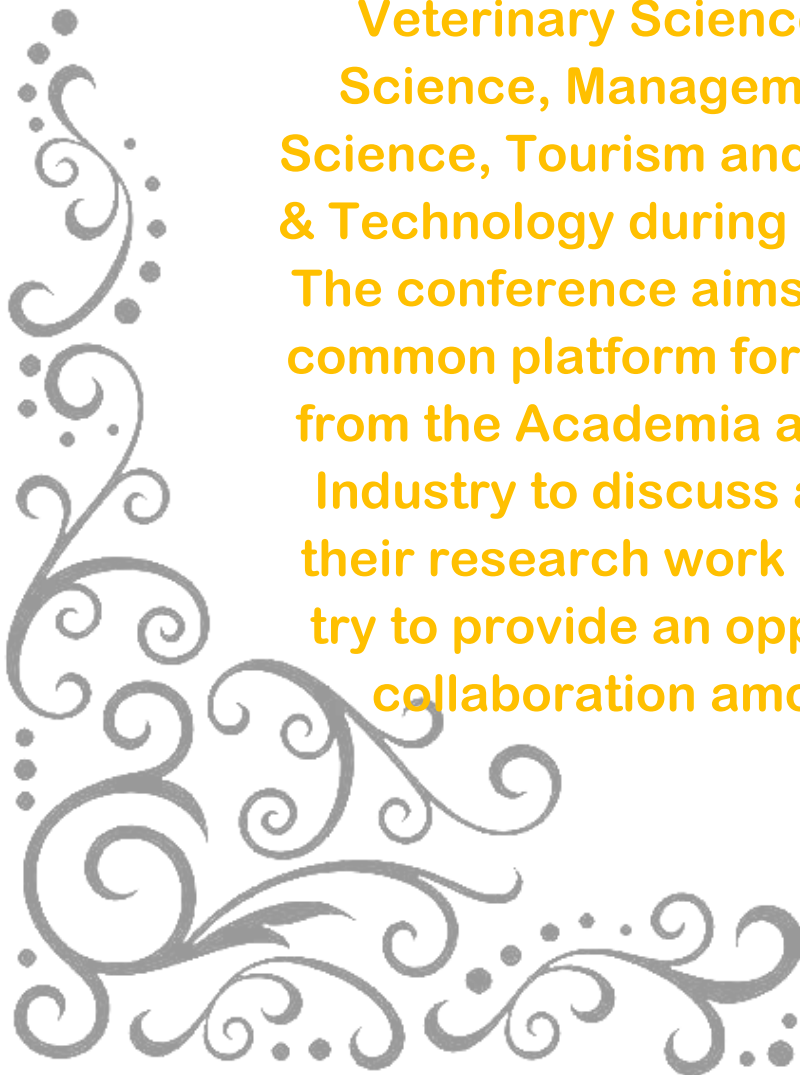 Veterinary Scienc
Science, Managem
Science, Tourism and
& Technology during
The conference aims
common platform for
from the Academia a
Industry to discuss a
their research work
try to provide an opp
collaboration amo